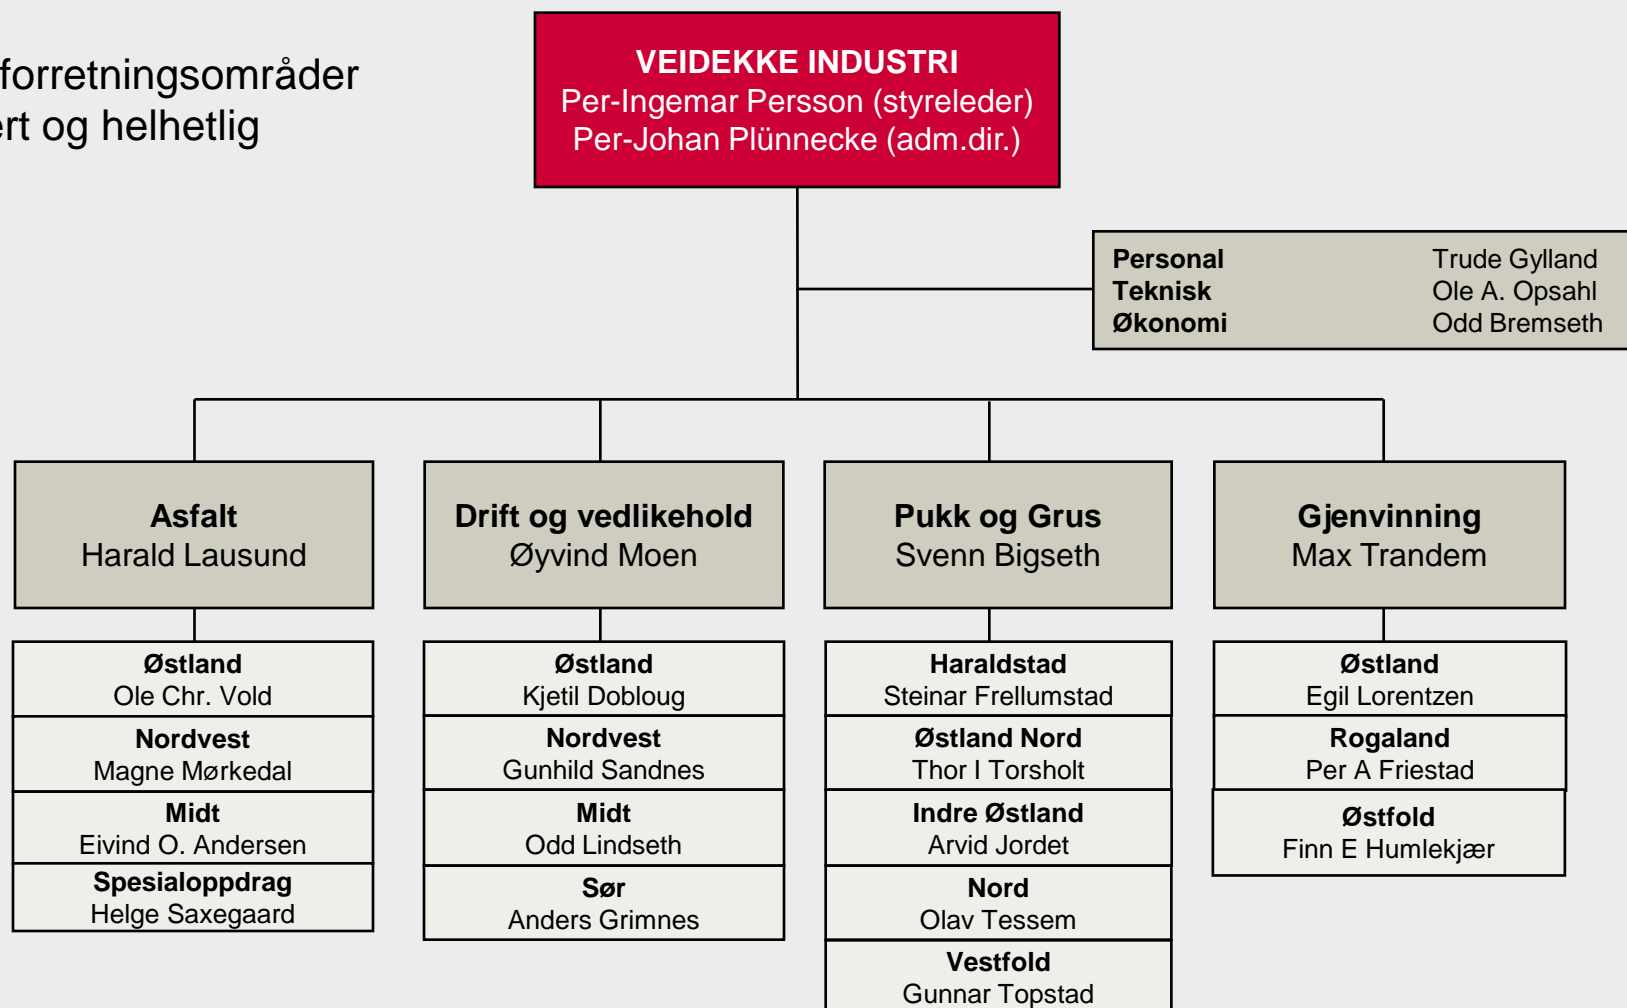 forretningsområder
ert og helhetlig
VEIDEKKE INDUSTRI
Per-Ingemar Persson (styreleder)
Per-Johan Plünnecke (adm.dir.)
Personal Trude Gylland
Teknisk Ole A. Opsahl
Økonomi Odd Bremseth
Asfalt
Harald Lausund
Østland
Ole Chr. Vold
Nordvest
Magne Mørkedal
Midt
Eivind O. Andersen
Spesialoppdrag
Helge Saxegaard
Drift og vedlikehold
Øyvind Moen
Østland
Kjetil Dobloug
Nordvest
Gunhild Sandnes
Midt
Odd Lindseth
Sør
Anders Grimnes
Pukk og Grus
Svenn Bigseth
Haraldstad
Steinar Frellumstad
Østland Nord
Thor I Torsholt
Indre Østland
Arvid Jordet
Nord
Olav Tessem
Vestfold
Gunnar Topstad
Gjenvinning
Max Trandem
Østland
Egil Lorentzen
Rogaland
Per A Friestad
Østfold
Finn E Humlekjær